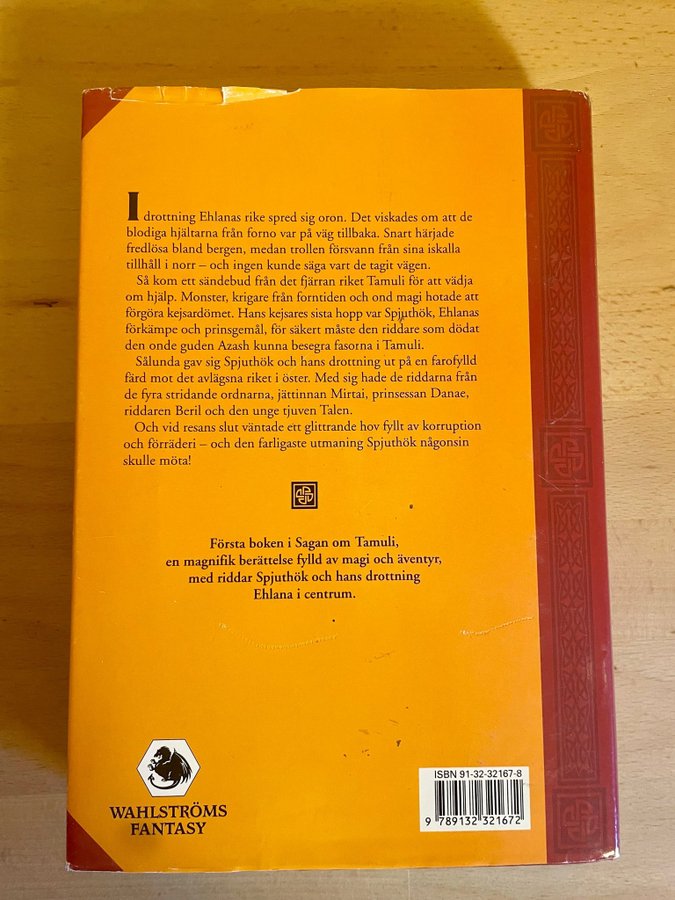 I drottning Ehlanas rike spred sig oron. Det viskades om att de
blodiga hjältarna från forno var på väg tillbaka. Snart härjade
fredlösa bland bergen, medan trollen försvann från sina iskalla
tillhåll i norr – och ingen kunde säga vart de tagit vägen.
Så kom ett sändebud från det fjärran riket Tamuli för att vädja
om hjälp. Monster, krigare från forntiden och ond magi hotade att
förgöra kejsardömet. Hans kejsares sista hopp var Spjuthök, Ehlanas
förkämpe och prinsgemål, för säkert måste den riddare som dödat
den onde guden Azash kunna besegra fasorna i Tamuli.
Sålunda gav sig Spjuthök och hans drottning ut på en farofylld
färd mot det avlägsna riket i öster. Med sig hade de riddarna från
de fyra stridande ordnarna, jättinnan Mirtai, prinsessan Danae,
riddaren Beril och den unge tjuven Talen.
Och vid resans slut väntade ett glittrande hov fyllt av korruption
och förräderi – och den farligaste utmaning Spjuthök någonsin
skulle möta!
Första boken i Sagan om Tamuli,
en magnifik berättelse fylld av magi och äventyr,
med riddar Spjuthök och hans drottning
Ehlana i centrum.
WAHLSTRÖMS
FANTASY
ISBN 91-32-32167-8
9 789132 321672